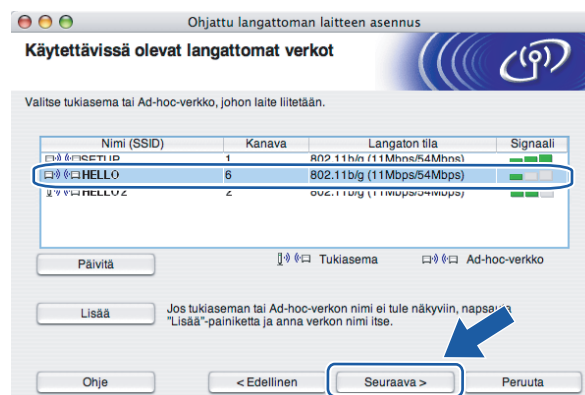 Ohjattu langattoman laitteen asennus
Käytettävissä olevat langattomat verkot
Valitse tukiasema tai Ad-hoc-verkko, johon laite liitetään.
Nimi (SSID) Kanava Langaton tila Signaali
SETUP 1 802.11b/g (11Mbps/54Mbps)
HELLO 6 802.11b/g (11Mbps/54Mbps)
HELLO2 2 802.11b/g (11Mbps/54Mbps)
Päivitä Tukiasema Ad-hoc-verkko
Lisää Jos tukiaseman tai Ad-hoc-verkon nimi ei tule näkyviin, napsauta
"Lisää"-painiketta ja anna verkon nimi itse.
Ohje < Edellinen Seuraava > Peruuta